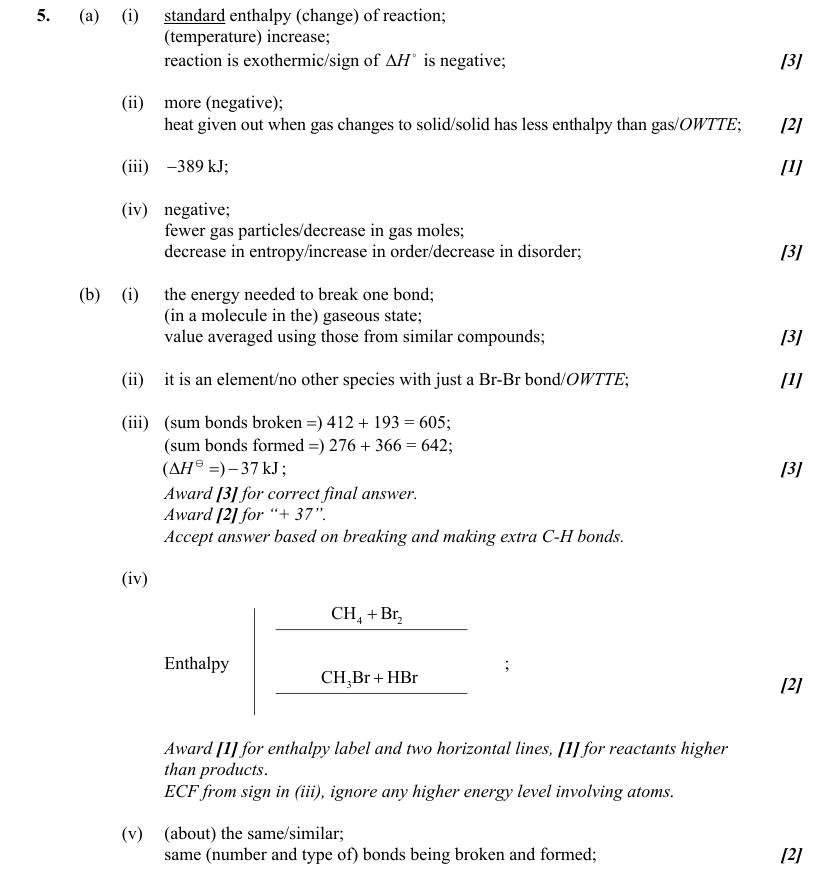 5. (a) (i) standard enthalpy (change) of reaction;
(temperature) increase;
reaction is exothermic/sign of ΔH° is negative; [3]
(ii) more (negative);
heat given out when gas changes to solid/solid has less enthalpy than gas/OWTTE; [2]
(iii) −389 kJ; [1]
(iv) negative;
fewer gas particles/decrease in gas moles;
decrease in entropy/increase in order/decrease in disorder; [3]
(b) (i) the energy needed to break one bond;
(in a molecule in the) gaseous state;
value averaged using those from similar compounds; [3]
(ii) it is an element/no other species with just a Br-Br bond/OWTTE; [1]
(iii) (sum bonds broken =) 412 + 193 = 605;
(sum bonds formed =) 276 + 366 = 642;
(ΔH⊖ =) − 37 kJ ; [3]
Award [3] for correct final answer.
Award [2] for “+ 37”.
Accept answer based on breaking and making extra C-H bonds.
(iv)
CH₄ + Br₂
Enthalpy ;
CH₃Br + HBr
[2]
Award [1] for enthalpy label and two horizontal lines, [1] for reactants higher
than products.
ECF from sign in (iii), ignore any higher energy level involving atoms.
(v) (about) the same/similar;
same (number and type of) bonds being broken and formed; [2]